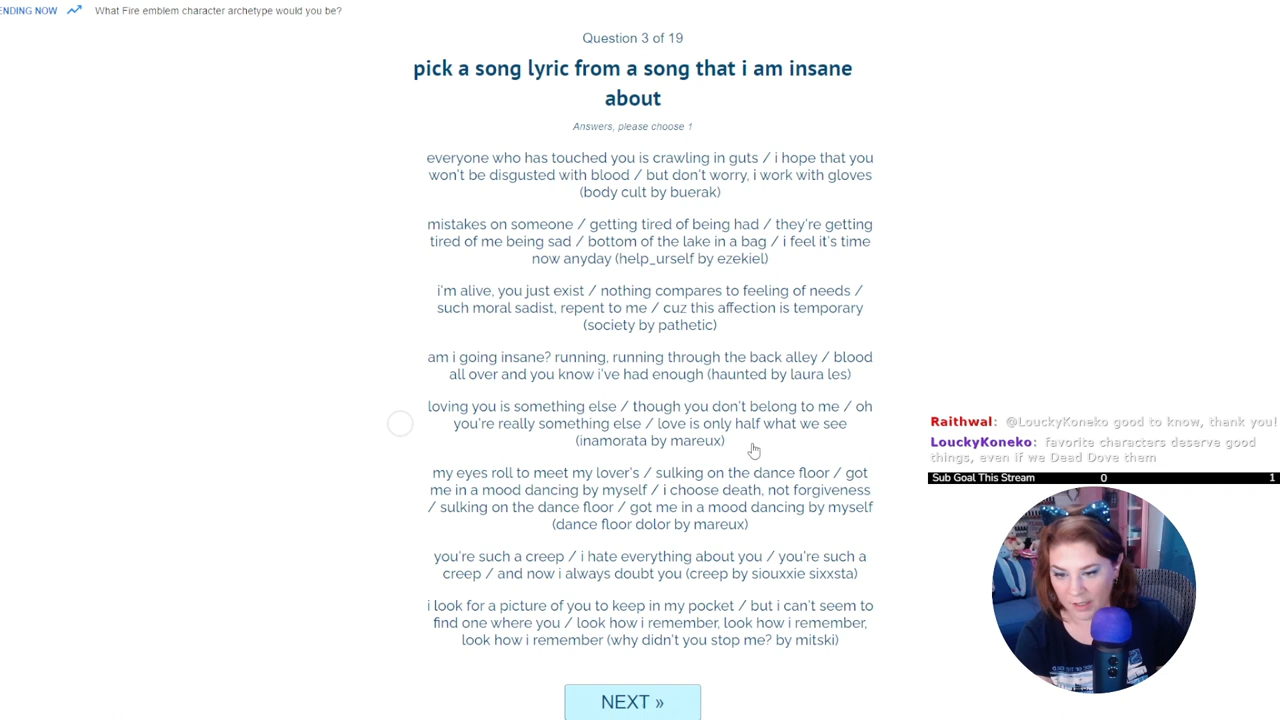 ENDING NOW What Fire emblem character archetype would you be?
Question 3 of 19
pick a song lyric from a song that i am insane
about
Answers, please choose 1
everyone who has touched you is crawling in guts / i hope that you
won't be disgusted with blood / but don't worry, i work with gloves
(body cult by buerak)
mistakes on someone / getting tired of being had / they're getting
tired of me being sad / bottom of the lake in a bag / i feel it's time
now anyday (help_urself by ezekiel)
i'm alive, you just exist / nothing compares to feeling of needs /
such moral sadist, repent to me / cuz this affection is temporary
(society by pathetic)
am i going insane? running, running through the back alley / blood
all over and you know i've had enough (haunted by laura les)
loving you is something else / though you don't belong to me / oh
you're really something else / love is only half what we see
(inamorata by mareux)
my eyes roll to meet my lover's / sulking on the dance floor / got
me in a mood dancing by myself / i choose death, not forgiveness
/ sulking on the dance floor / got me in a mood dancing by myself
(dance floor dolor by mareux)
you're such a creep / i hate everything about you / you're such a
creep / and now i always doubt you (creep by siouxxie sixxsta)
i look for a picture of you to keep in my pocket / but i can't seem to
find one where you / look how i remember, look how i remember,
look how i remember (why didn't you stop me? by mitski)
NEXT »
Raithwal: @LouckyKoneko good to know, thank you!
LouckyKoneko: favorite characters deserve good
things, even if we Dead Dove them
Sub Goal This Stream 0 1